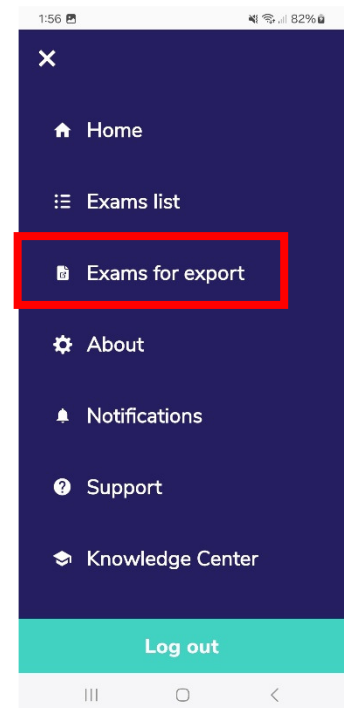 1:56 82%
Home
Exams list
Exams for export
About
Notifications
Support
Knowledge Center
Log out